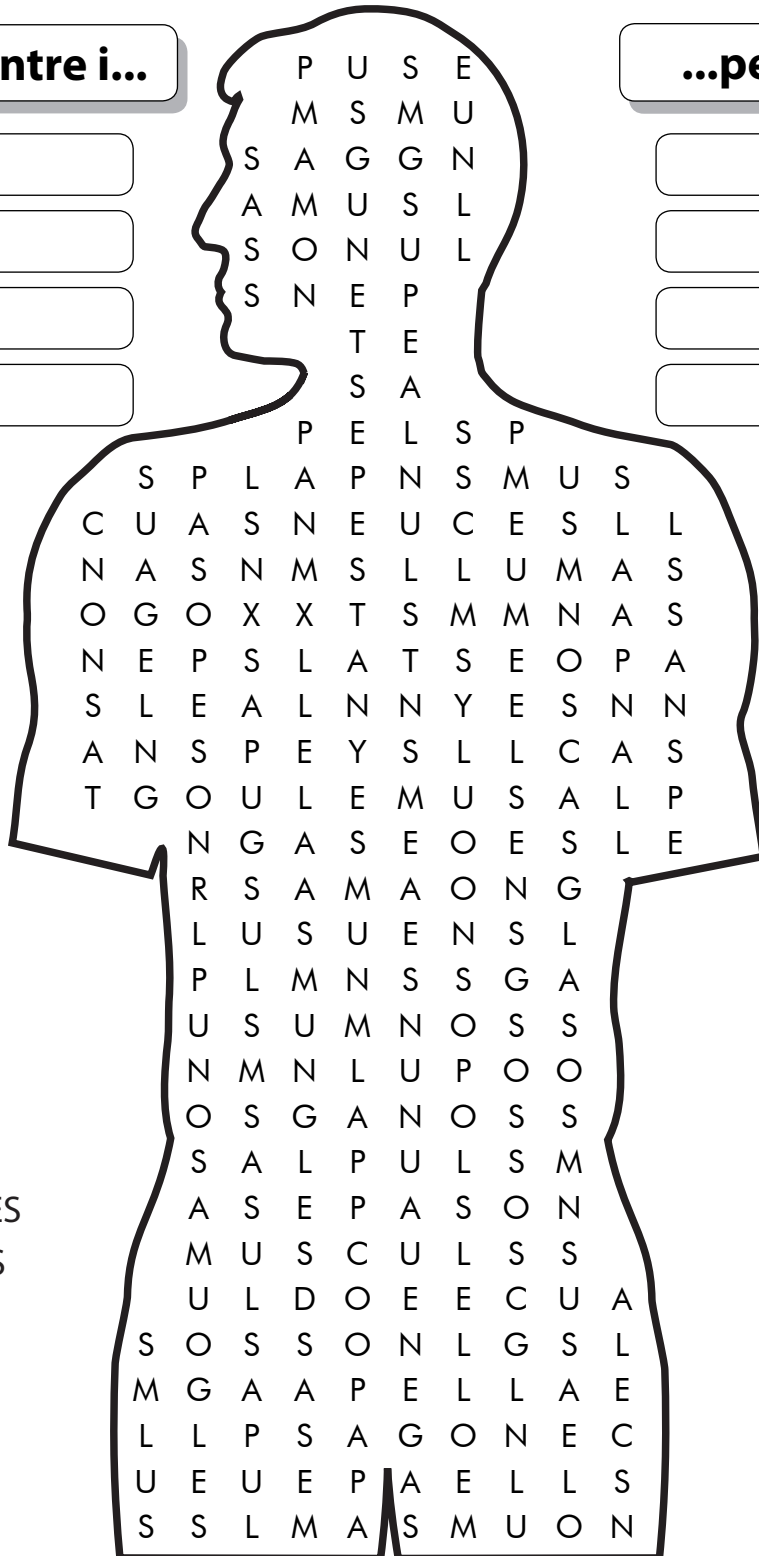 ntre i...
...pe
P U S E
M S M U
S A G G N
A M U S L
S O N U L
S N E P
T E
S A
P E L S P
S P L A P N S M U S
C U A S N E U C E S L L
N A S N M S L L U M A S
O G O X X T S M M N A S
N E P S L A T S E O P A
S L E A L N N Y E S N N
A N S P E Y S L L C A S
T G O U L E M U S A L P
N G A S E O E S L E
R S A M A O N G
L U S U E N S L
P L M N S S G A
U S U M N O S S
N M N L U P O O
O S G A N O S S
S A L P U L S M
ES
A S E P A S O N
S
M U S C U L S S
U L D O E E C U A
S O S S O N L G S L
M G A A P E L L A E
L L P S A G O N E C
U E U E P A E L L S
S S L M A S M U O N